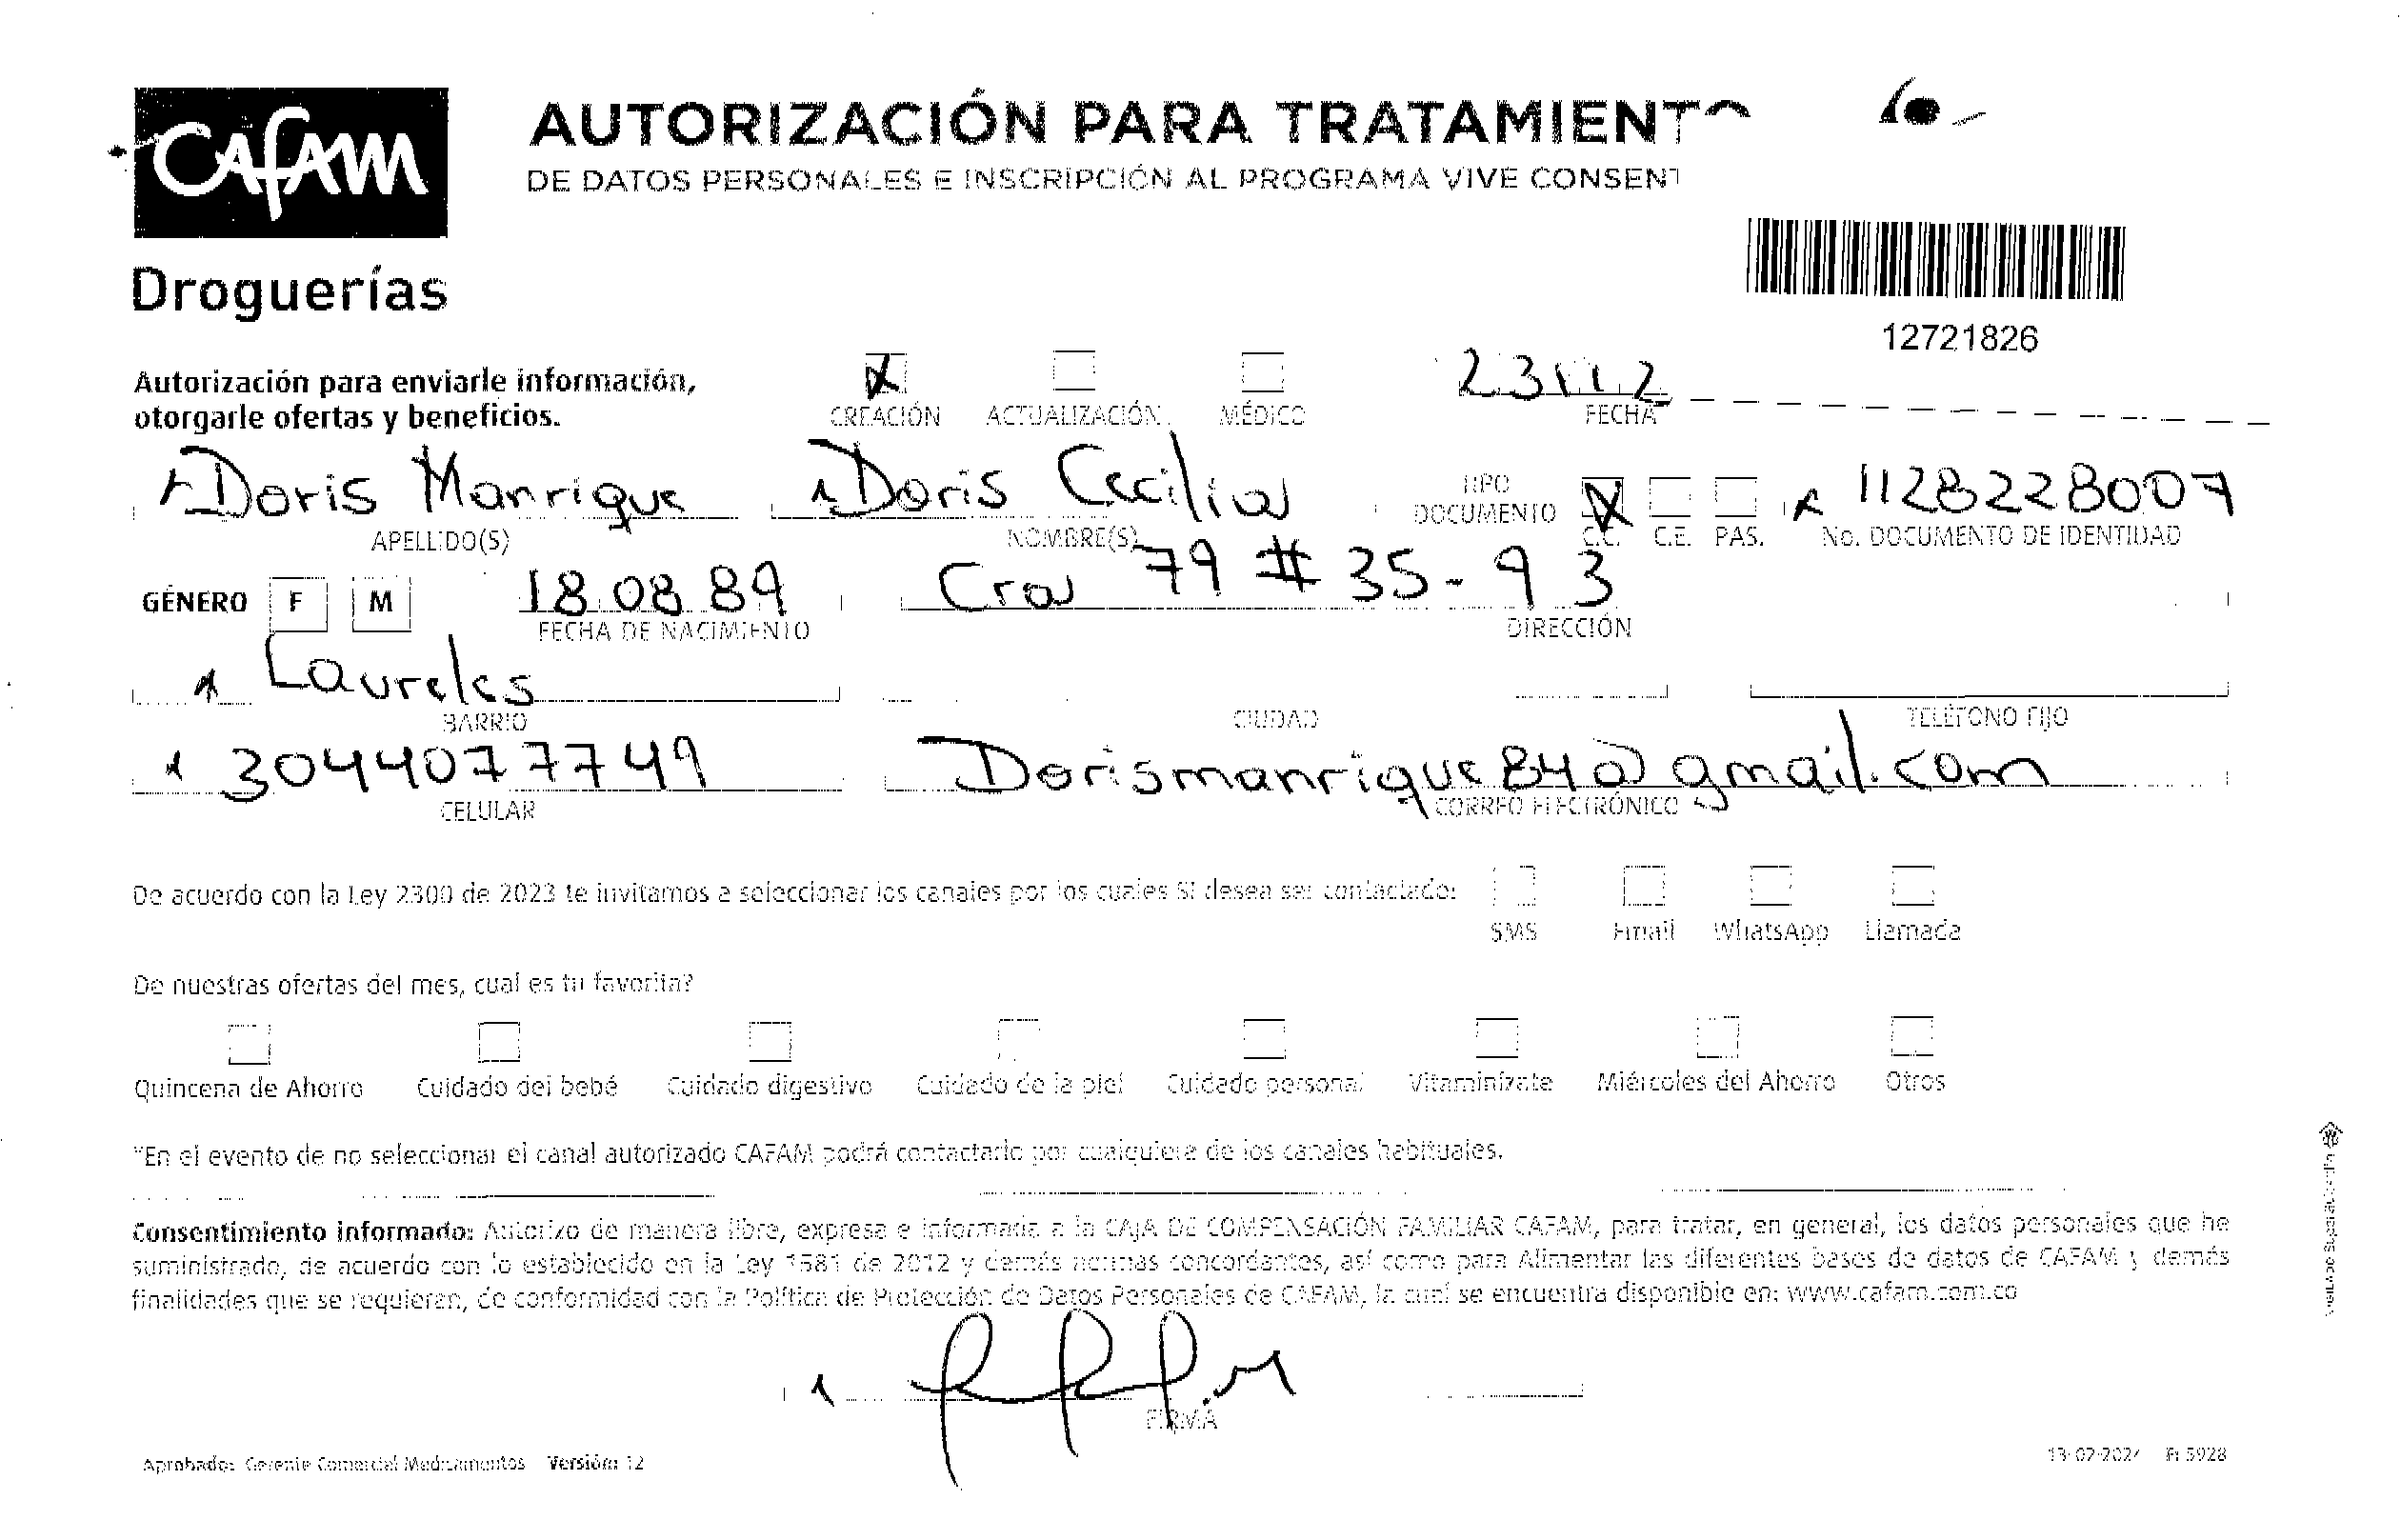 CAFAM
Droguerías
AUTORIZACIÓN PARA TRATAMIENTO
DE DATOS PERSONALES E INSCRIPCIÓN AL PROGRAMA VIVE CONSENT
12721826
Autorización para enviarle información,
otorgarle ofertas y beneficios.
CREACIÓN ACTUALIZACIÓN MÉDICO
FECHA
Doris Manrique Doris Cecilia 1128228007
APELLIDO(S) NOMBRE(S) TIPO DOCUMENTO C.C. C.E. PAS. No. DOCUMENTO DE IDENTIDAD
GÉNERO F M 18 08 89 Cra 79 # 35-93
FECHA DE NACIMIENTO DIRECCIÓN
Laureles
BARRIO CIUDAD TELÉFONO FIJO
3044077749 Dorismanrique84@gmail.com
CELULAR CORREO ELECTRÓNICO
De acuerdo con la Ley 2300 de 2023 te invitamos a seleccionar los canales por los cuales SI desea ser contactado:
SMS Email WhatsApp Llamada
De nuestras ofertas del mes, cual es tu favorita?
Quincena de Ahorro Cuidado del bebé Cuidado digestivo Cuidado de la piel Cuidado personal Vitamínizate Miércoles del Ahorro Otros
"En el evento de no seleccionar el canal autorizado CAFAM podrá contactarlo por cualquiera de los canales habituales.
Consentimiento informado: Autorizo de manera libre, expresa e informada a la CAJA DE COMPENSACIÓN FAMILIAR CAFAM, para tratar, en general, los datos personales que he
suministrado, de acuerdo con lo establecido en la Ley 1581 de 2012 y demás normas concordantes, así como para Alimentar las diferentes bases de datos de CAFAM y demás
finalidades que se requieran, de conformidad con la Política de Protección de Datos Personales de CAFAM, la cual se encuentra disponible en: www.cafam.com.co
FIRMA
Aprobado: Gerente Comercial Medicamentos Versión: 12
13-02-2024 F: 5928